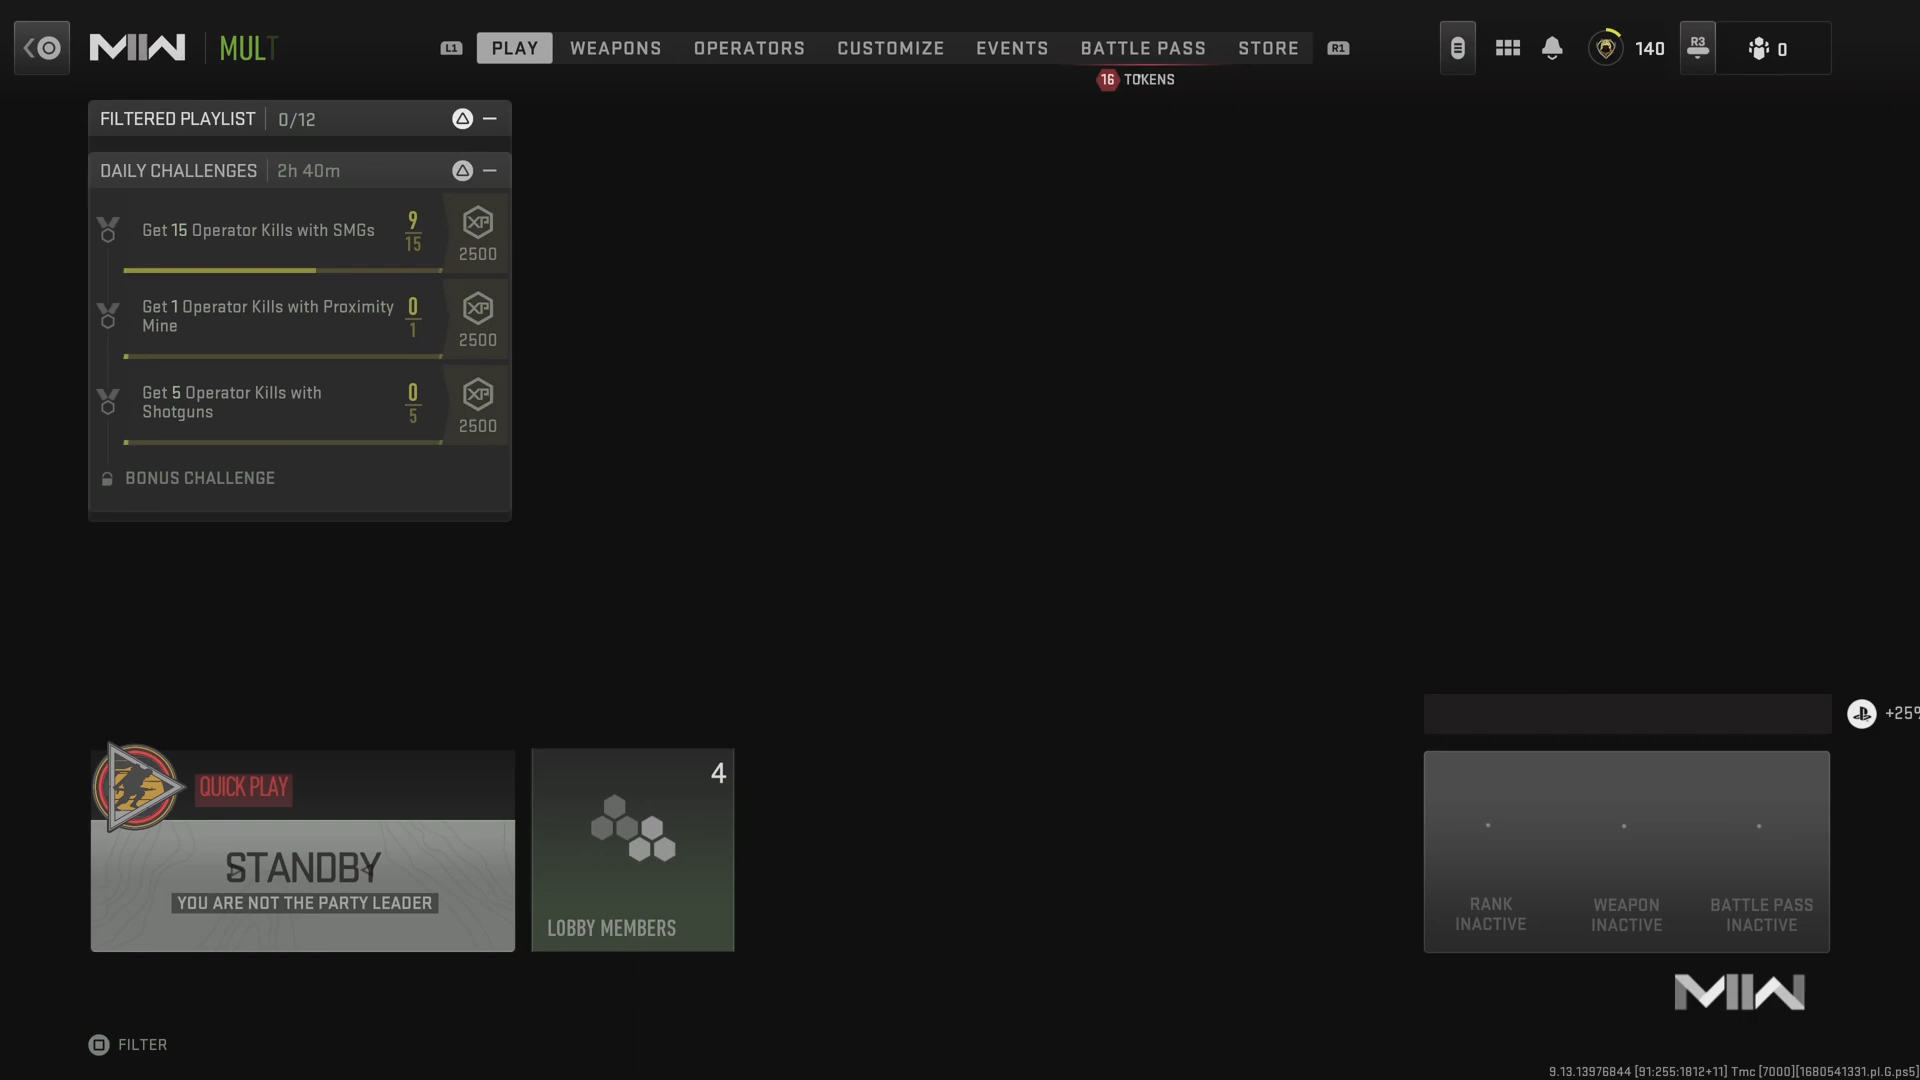 MW MULT
L1 PLAY WEAPONS OPERATORS CUSTOMIZE EVENTS BATTLE PASS STORE R1
140 R3 0
16 TOKENS
FILTERED PLAYLIST 0/12
DAILY CHALLENGES 2h 40m
Get 15 Operator Kills with SMGs
9
15
XP
2500
Get 1 Operator Kills with Proximity
Mine
0
1
XP
2500
Get 5 Operator Kills with
Shotguns
0
5
XP
2500
BONUS CHALLENGE
+25%
QUICK PLAY
STANDBY
YOU ARE NOT THE PARTY LEADER
4
LOBBY MEMBERS
RANK
INACTIVE
WEAPON
INACTIVE
BATTLE PASS
INACTIVE
MW
FILTER
9.13.13976844 [91:255:1812+11] Tmc [7000][1680541331.pl.G.ps5]